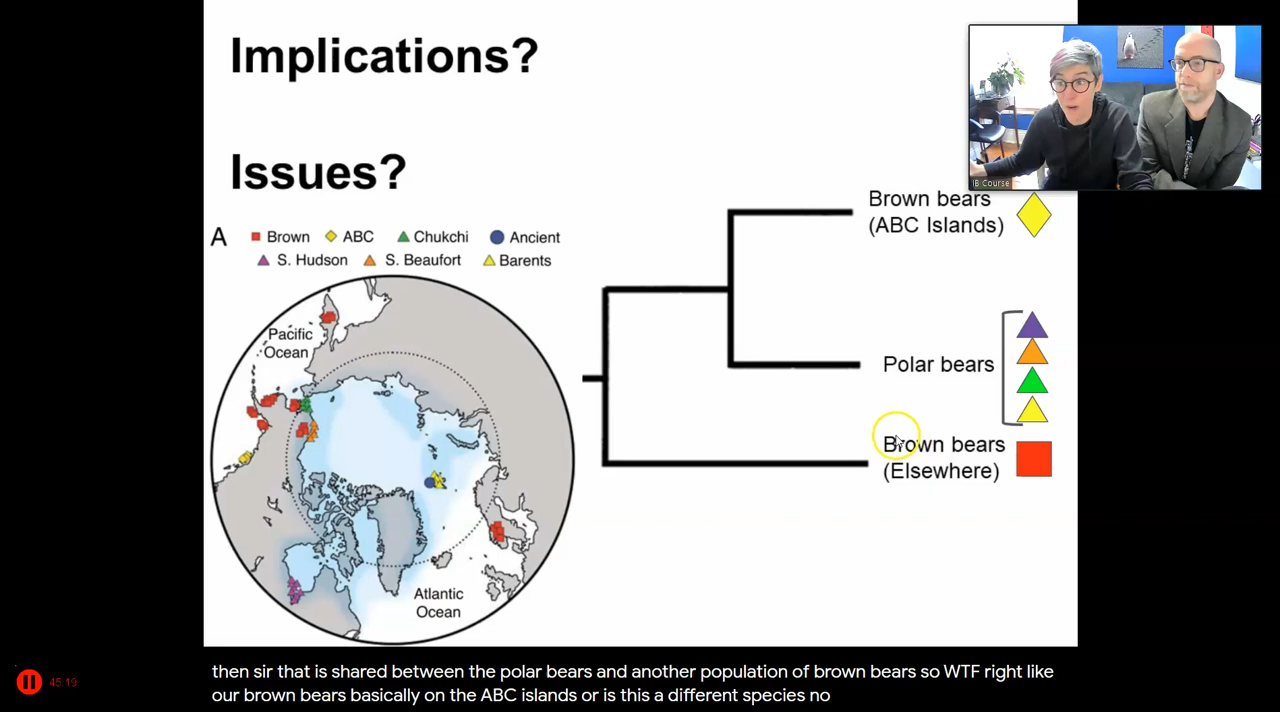 Implications?
Issues?
A
Brown ABC Chukchi Ancient
S. Hudson S. Beaufort Barents
Pacific
Ocean
Atlantic
Ocean
Brown bears
(ABC Islands)
Polar bears
Brown bears
(Elsewhere)
IB Course
45:19
then sir that is shared between the polar bears and another population of brown bears so WTF right like
our brown bears basically on the ABC islands or is this a different species no